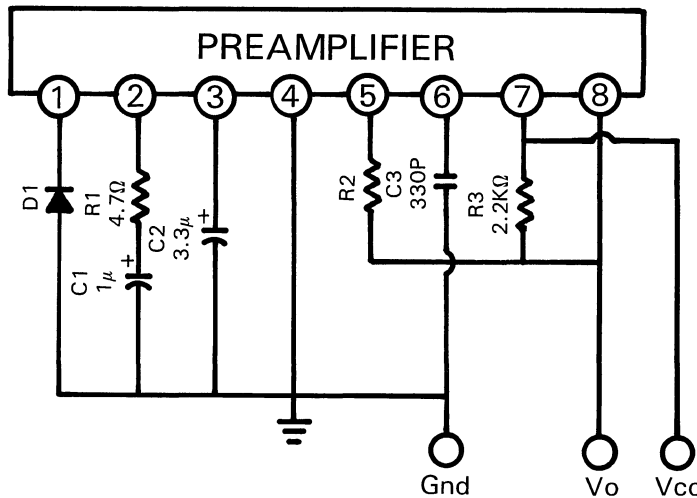 PREAMPLIFIER
1 2 3 4 5 6 7 8
D1
R1
4.7Ω
C1
1μ
C2
3.3μ
R2
C3
330P
R3
2.2KΩ
Gnd
Vo
Vcc